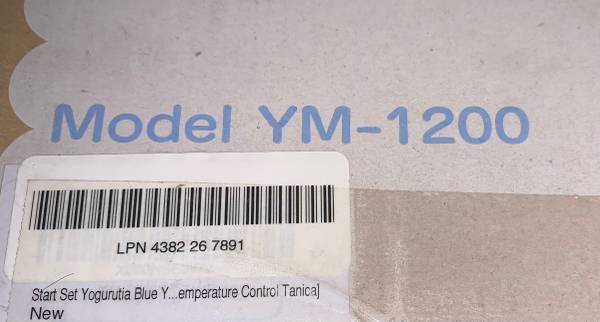 Model YM-1200
LPN 4382 26 7891
Start Set Yogurutia Blue Y...emperature Control Tanica]
New